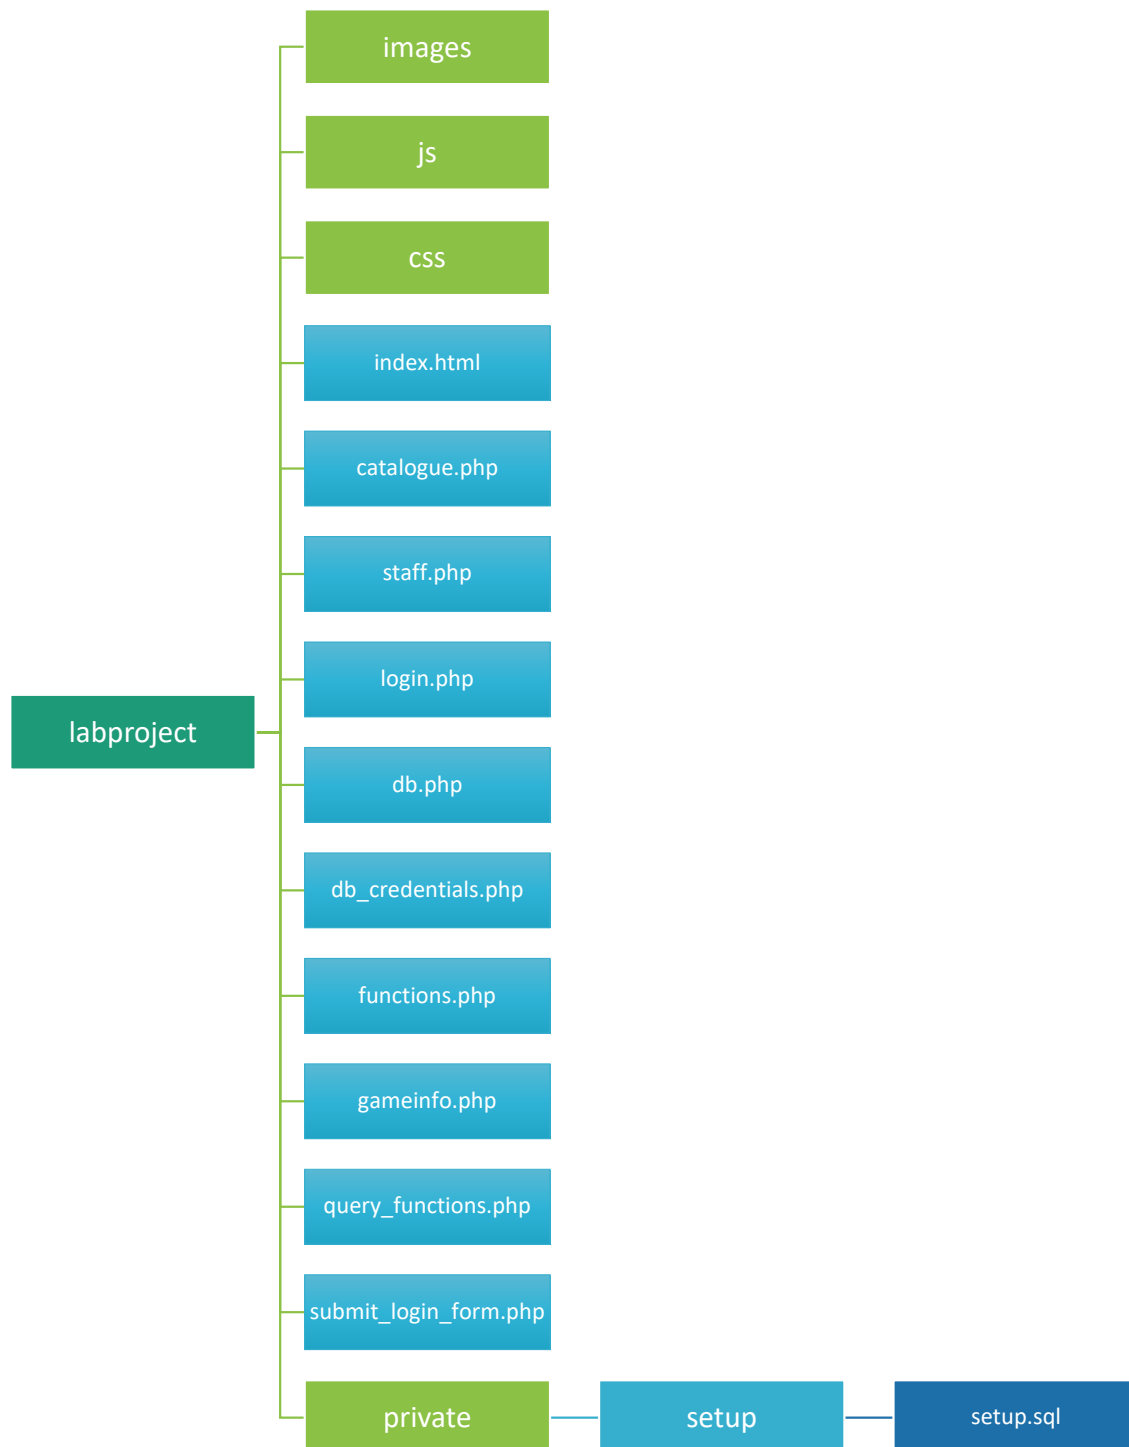 images
js
css
index.html
catalogue.php
staff.php
login.php
labproject
db.php
db_credentials.php
functions.php
gameinfo.php
query_functions.php
submit_login_form.php
private
setup
setup.sql